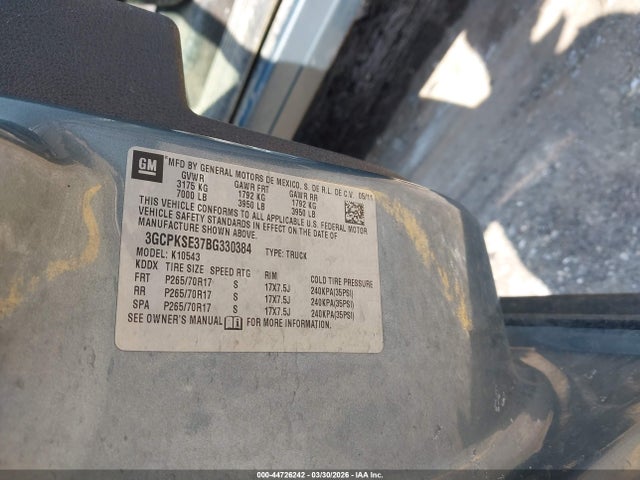 GM MFD BY GENERAL MOTORS DE MEXICO, S. DE R.L. DE C.V. 05/11
GVWR GAWR FRT GAWR RR
3175 KG 1792 KG 1792 KG
7000 LB 3950 LB 3950 LB
THIS VEHICLE CONFORMS TO ALL APPLICABLE U.S. FEDERAL MOTOR
VEHICLE SAFETY STANDARDS IN EFFECT ON THE DATE OF
MANUFACTURE SHOWN ABOVE.
3GCPKSE37BG330384 TYPE: TRUCK
MODEL: K10543
KDDX TIRE SIZE SPEED RTG RIM COLD TIRE PRESSURE
FRT P265/70R17 S 17X7.5J 240KPA(35PSI)
RR P265/70R17 S 17X7.5J 240KPA(35PSI)
SPA P265/70R17 S 17X7.5J 240KPA(35PSI)
SEE OWNER'S MANUAL FOR MORE INFORMATION.
000-44726242 - 03/30/2026 - IAAI.com